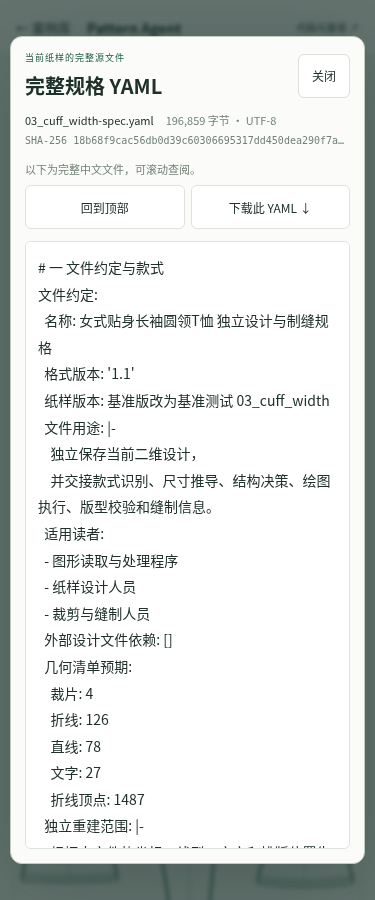 ← 案例库 Pattern Agent
当前纸样的完整源文件
完整规格 YAML
关闭
03_cuff_width-spec.yaml 196,859 字节 · UTF-8
SHA-256 18b68f9cac56db0d39c60306695317dd450dea290f7a…
以下为完整中文文件，可滚动查阅。
回到顶部
下载此 YAML ↓
# 一 文件约定与款式
文件约定:
名称: 女式贴身长袖圆领T恤 独立设计与制缝规
格
格式版本: '1.1'
纸样版本: 基准版改为基准测试 03_cuff_width
文件用途: |-
独立保存当前二维设计，
并交接款式识别、尺寸推导、结构决策、绘图
执行、版型校验和缝制信息。
适用读者:
- 图形读取与处理程序
- 纸样设计人员
- 裁剪与缝制人员
外部设计文件依赖: []
几何清单预期:
裁片: 4
折线: 126
直线: 78
文字: 27
折线顶点: 1487
独立重建范围: |-